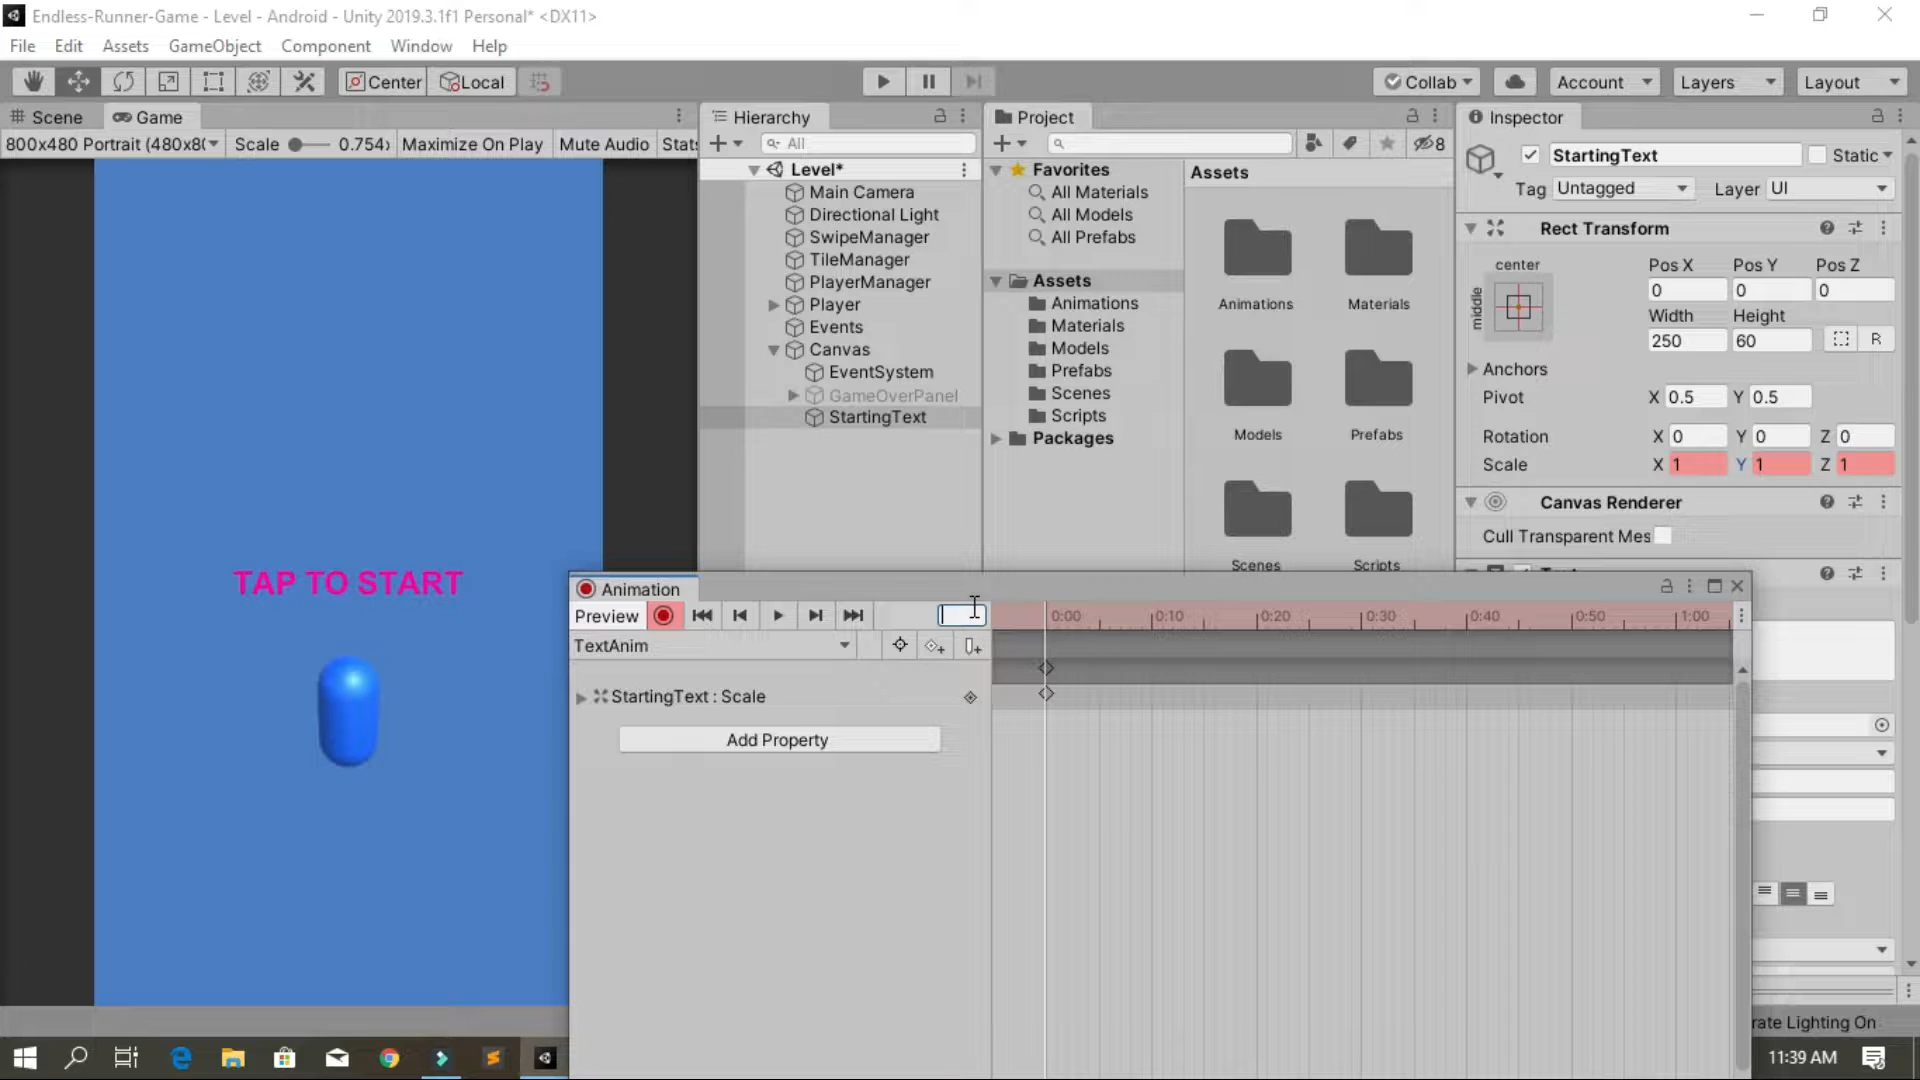 Endless-Runner-Game - Level - Android - Unity 2019.3.1f1 Personal* <DX11>
File Edit Assets GameObject Component Window Help
Center Local Collab Account Layers Layout
Scene Game Hierarchy Project Inspector
800x480 Portrait (480x8( Scale 0.754 Maximize On Play Mute Audio Stat
All
8
StartingText Static
Tag Untagged Layer UI
Level*
Main Camera
Directional Light
SwipeManager
TileManager
PlayerManager
Player
Events
Canvas
EventSystem
GameOverPanel
StartingText
Favorites
All Materials
All Models
All Prefabs
Assets
Animations
Materials
Models
Prefabs
Scenes
Scripts
Packages
Assets
Animations Materials
Models Prefabs
Scenes Scripts
Rect Transform
center
middle
Pos X Pos Y Pos Z
0 0 0
Width Height
250 60 R
Anchors
Pivot X 0.5 Y 0.5
Rotation X 0 Y 0 Z 0
Scale X 1 Y 1 Z 1
Canvas Renderer
Cull Transparent Mes
TAP TO START
Animation
Preview 0:00 0:10 0:20 0:30 0:40 0:50 1:00
TextAnim
StartingText : Scale
Add Property
rate Lighting On
11:39 AM